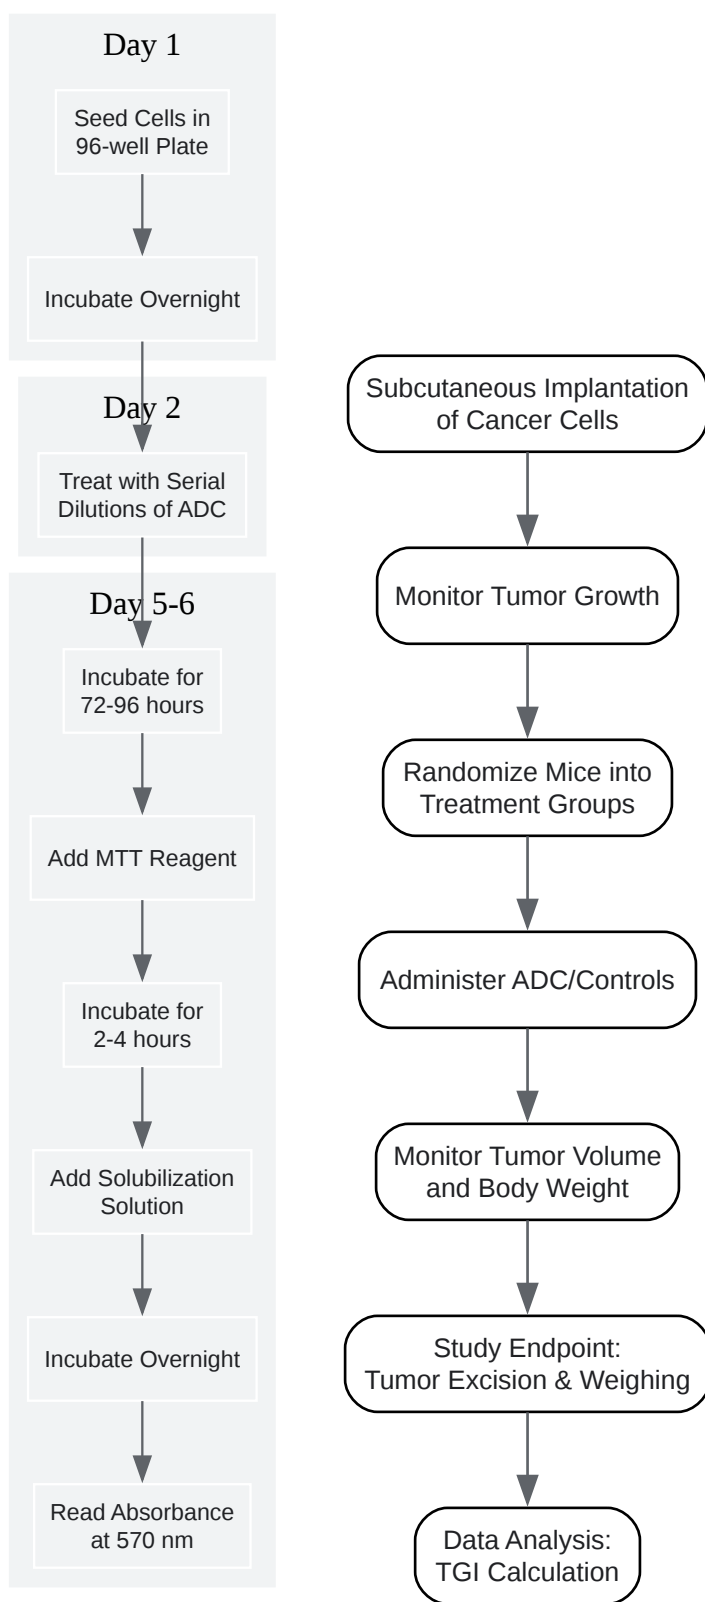 Day 1
Seed Cells in
96-well Plate
Incubate Overnight
Day 2
Treat with Serial
Dilutions of ADC
Day 5-6
Incubate for
72-96 hours
Add MTT Reagent
Incubate for
2-4 hours
Add Solubilization
Solution
Incubate Overnight
Read Absorbance
at 570 nm
Subcutaneous Implantation
of Cancer Cells
Monitor Tumor Growth
Randomize Mice into
Treatment Groups
Administer ADC/Controls
Monitor Tumor Volume
and Body Weight
Study Endpoint:
Tumor Excision & Weighing
Data Analysis:
TGI Calculation